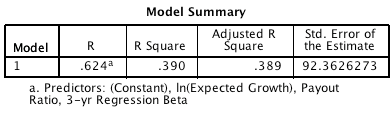 Model Summary
Model R R Square Adjusted R Square Std. Error of the Estimate
1 .624a .390 .389 92.3626273
a. Predictors: (Constant), ln(Expected Growth), Payout
Ratio, 3-yr Regression Beta